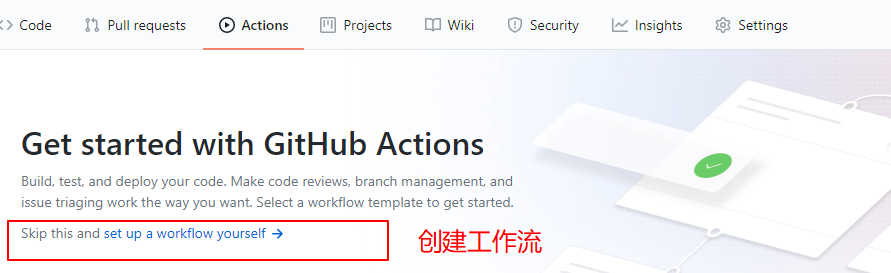 Code Pull requests Actions Projects Wiki Security Insights Settings
Get started with GitHub Actions
Build, test, and deploy your code. Make code reviews, branch management, and
issue triaging work the way you want. Select a workflow template to get started.
Skip this and set up a workflow yourself →
创建工作流